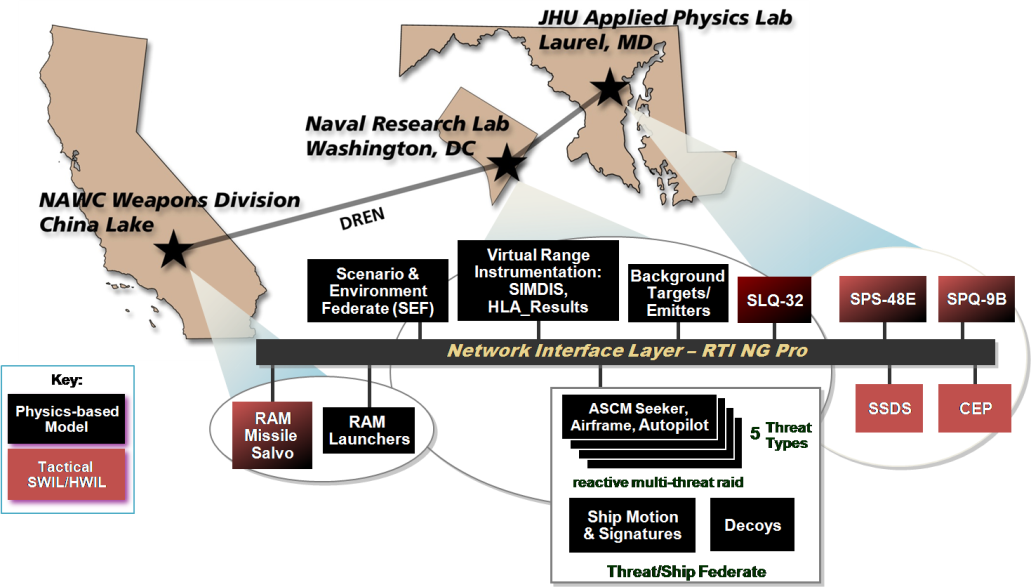 JHU Applied Physics Lab
Laurel, MD
Naval Research Lab
Washington, DC
NAWC Weapons Division
China Lake
DREN
Scenario &
Environment
Federate (SEF)
Virtual Range
Instrumentation:
SIMDIS,
HLA_Results
Background
Targets/
Emitters
SLQ-32
SPS-48E
SPQ-9B
Network Interface Layer – RTI NG Pro
Key:
Physics-based
Model
Tactical
SWIL/HWIL
RAM
Missile
Salvo
RAM
Launchers
ASCM Seeker,
Airframe, Autopilot
5 Threat
Types
reactive multi-threat raid
Ship Motion
& Signatures
Decoys
Threat/Ship Federate
SSDS
CEP